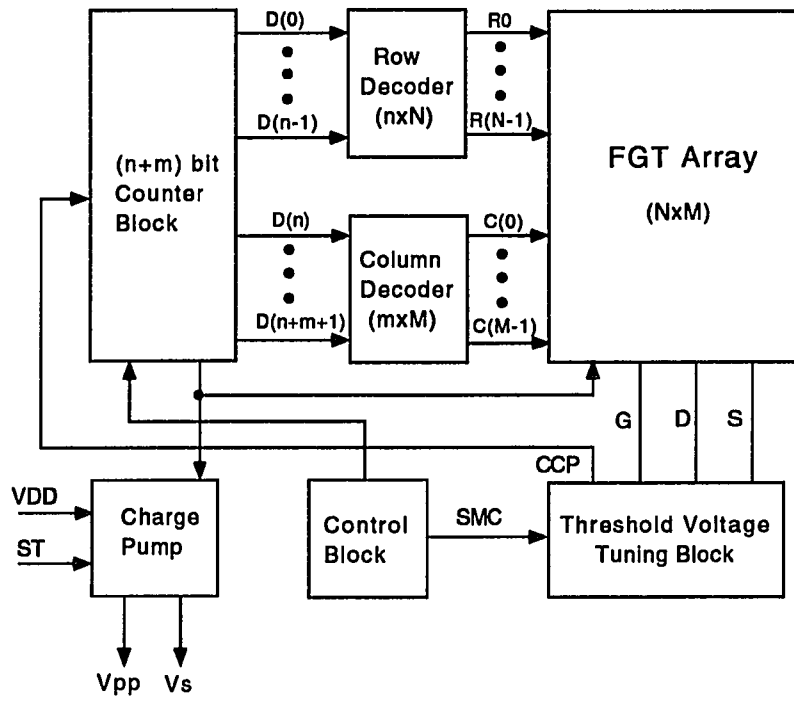 D(0)
R0
Row
Decoder
(nxN)
D(n-1)
R(N-1)
(n+m) bit
Counter
Block
FGT Array
(NxM)
D(n)
C(0)
Column
Decoder
(mxM)
D(n+m+1)
C(M-1)
G
D
S
CCP
VDD
ST
Charge
Pump
Control
Block
SMC
Threshold Voltage
Tuning Block
Vpp
Vs